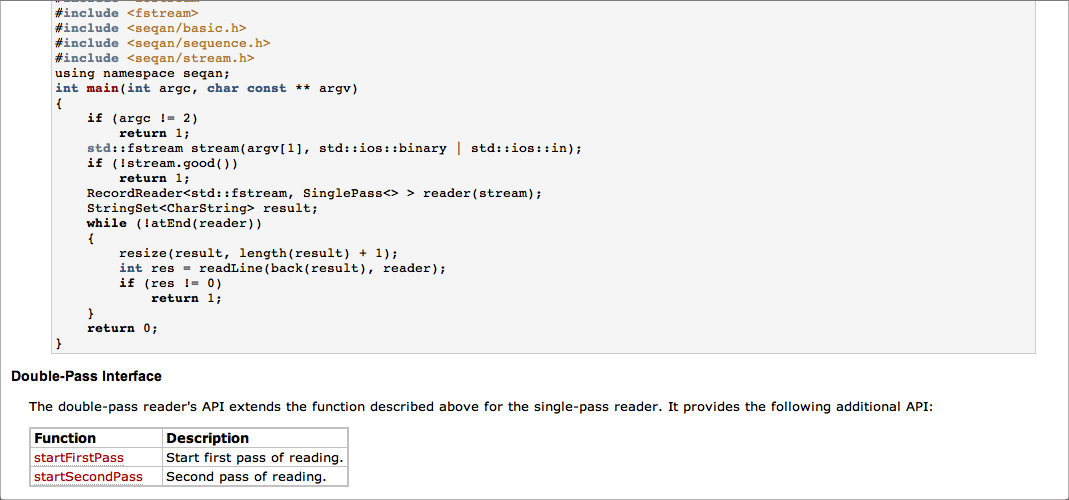 #include <fstream>
#include <seqan/basic.h>
#include <seqan/sequence.h>
#include <seqan/stream.h>
using namespace seqan;
int main(int argc, char const ** argv)
{
    if (argc != 2)
        return 1;
    std::fstream stream(argv[1], std::ios::binary | std::ios::in);
    if (!stream.good())
        return 1;
    RecordReader<std::fstream, SinglePass<> > reader(stream);
    StringSet<CharString> result;
    while (!atEnd(reader))
    {
        resize(result, length(result) + 1);
        int res = readLine(back(result), reader);
        if (res != 0)
            return 1;
    }
    return 0;
}
Double-Pass Interface
The double-pass reader's API extends the function described above for the single-pass reader. It provides the following additional API:
Function Description
startFirstPass Start first pass of reading.
startSecondPass Second pass of reading.